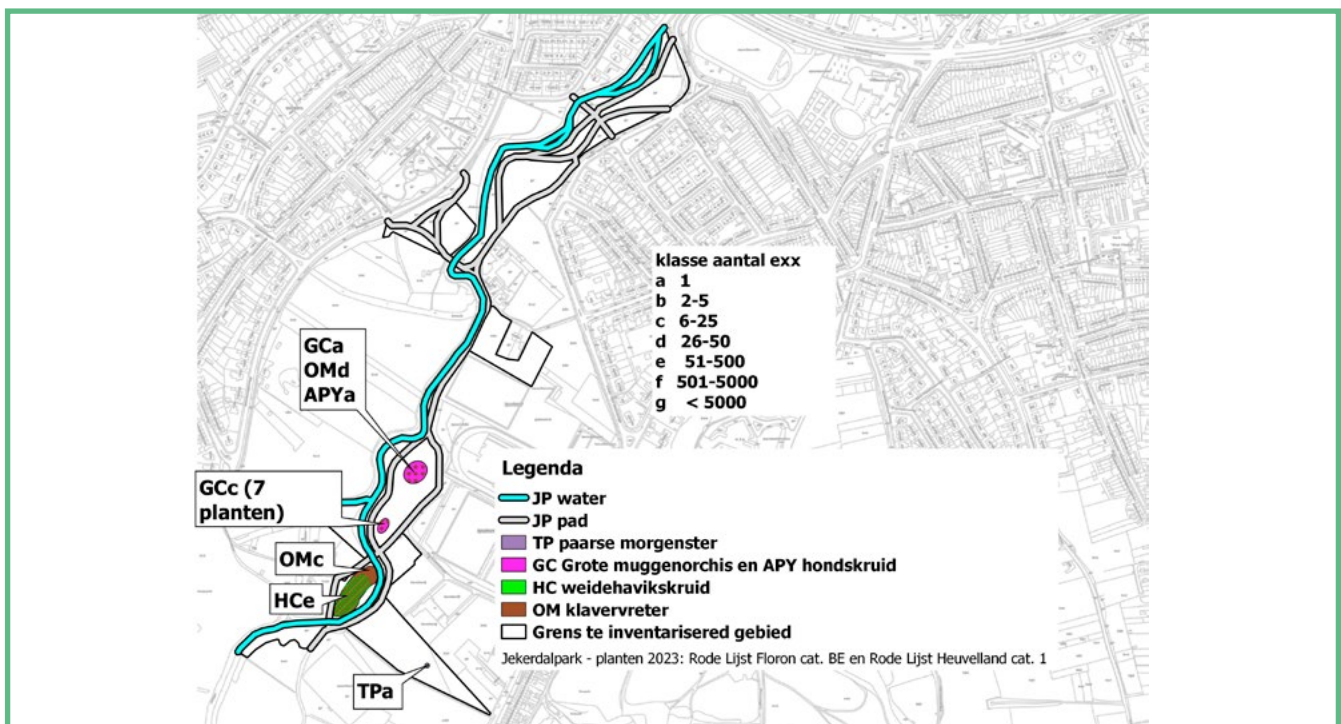 klasse aantal exx
a 1
b 2-5
c 6-25
d 26-50
e 51-500
f 501-5000
g < 5000
GCa
OMd
APYa
GCc (7
planten)
OMc
HCe
TPa
Legenda
JP water
JP pad
TP paarse morgenster
GC Grote muggenorchis en APY hondskruid
HC weidehavikskruid
OM klavervreter
Grens te inventarisered gebied
Jekerdalpark - planten 2023: Rode Lijst Floron cat. BE en Rode Lijst Heuvelland cat. 1